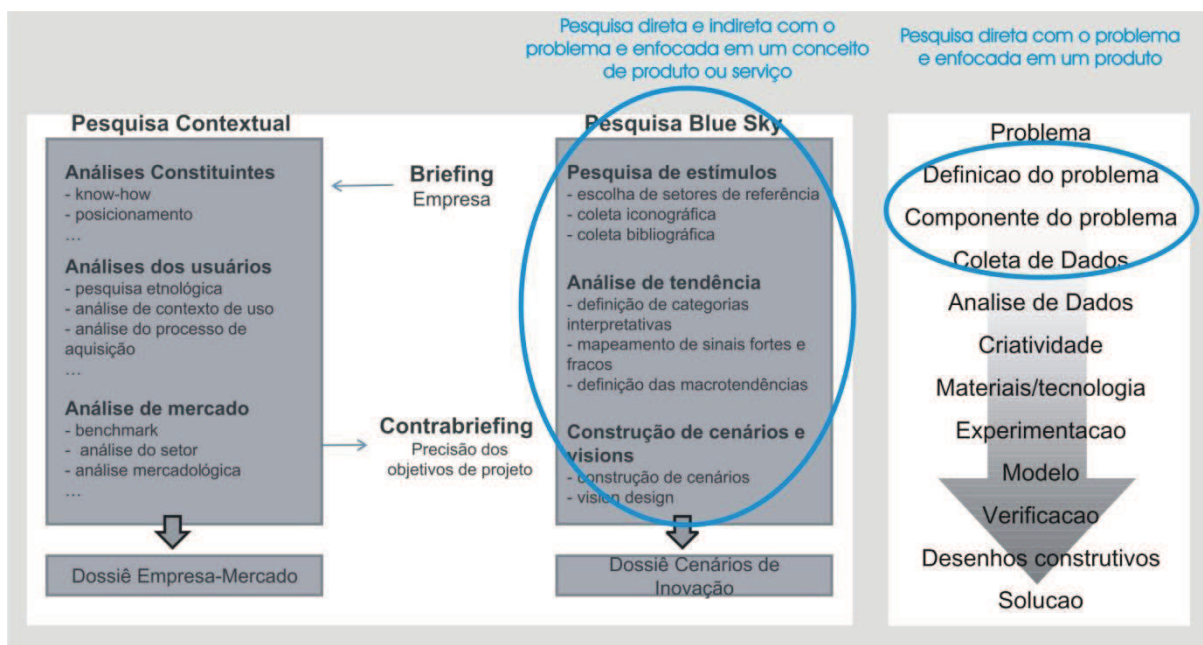 Pesquisa direta e indireta com o
problema e enfocada em um conceito
de produto ou serviço
Pesquisa direta com o problema
e enfocada em um produto
Pesquisa Contextual
Análises Constituintes
- know-how
- posicionamento
...
Análises dos usuários
- pesquisa etnológica
- análise de contexto de uso
- análise do processo de
aquisição
...
Análise de mercado
- benchmark
- análise do setor
- análise mercadológica
...
Dossiê Empresa-Mercado
Briefing
Empresa
Contrabriefing
Precisão dos
objetivos de projeto
Pesquisa Blue Sky
Pesquisa de estímulos
- escolha de setores de referência
- coleta iconográfica
- coleta bibliográfica
Análise de tendência
- definição de categorias
interpretativas
- mapeamento de sinais fortes e
fracos
- definição das macrotendências
Construção de cenários e
visions
- construção de cenários
- vision design
Dossiê Cenários de
Inovação
Problema
Definicao do problema
Componente do problema
Coleta de Dados
Analise de Dados
Criatividade
Materiais/tecnologia
Experimentacao
Modelo
Verificacao
Desenhos construtivos
Solucao